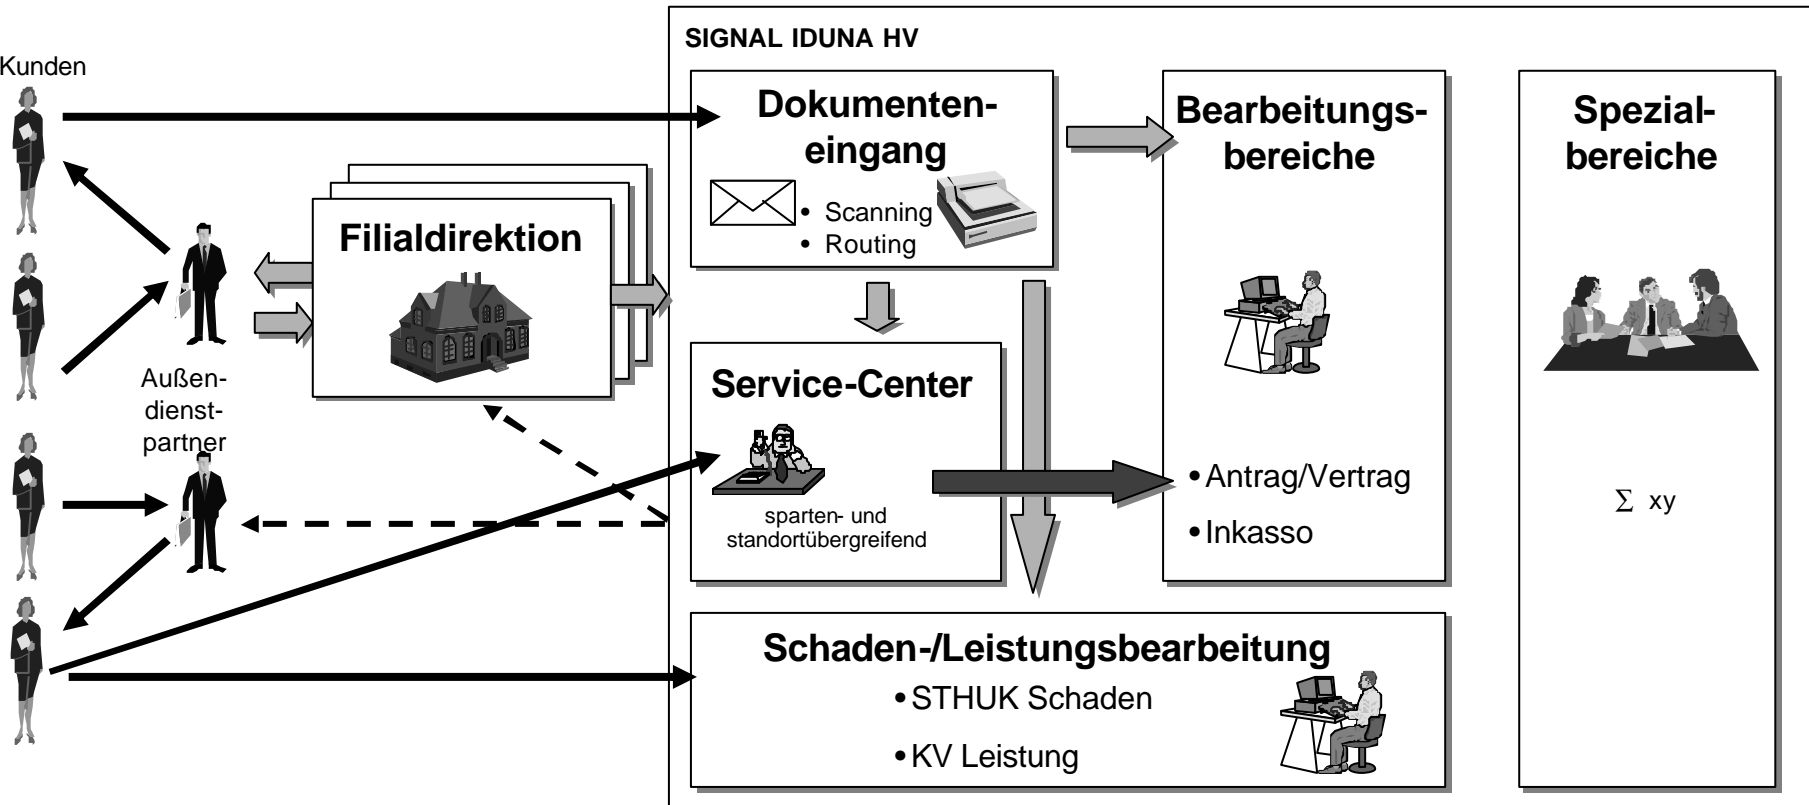 SIGNAL IDUNA HV
Kunden
Dokumenten-
eingang
• Scanning
• Routing
Bearbeitungs-
bereiche
• Antrag/Vertrag
• Inkasso
Spezial-
bereiche
Σ xy
Filialdirektion
Außen-
dienst-
partner
Service-Center
sparten- und
standortübergreifend
Schaden-/Leistungsbearbeitung
• STHUK Schaden
• KV Leistung